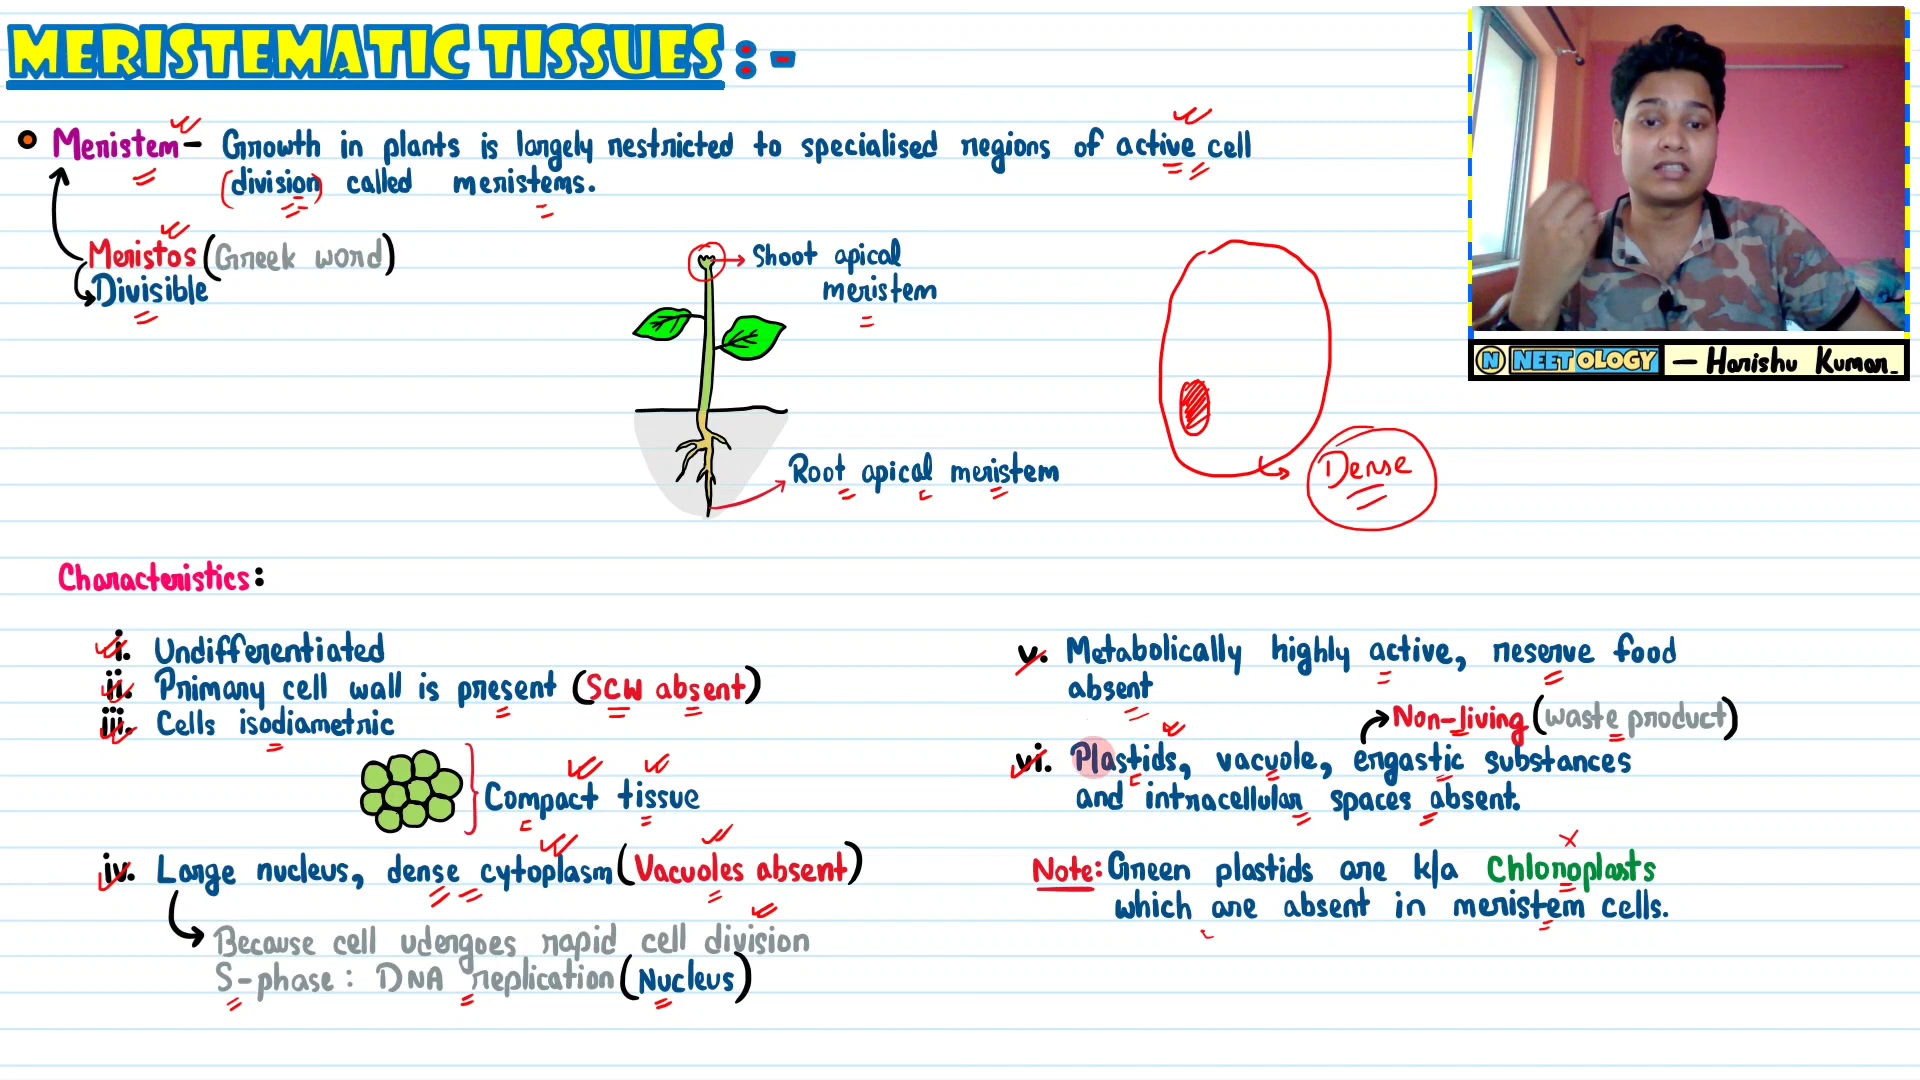 MERISTEMATIC TISSUES :-
Meristem - Growth in plants is largely restricted to specialised regions of active cell
(division) called meristems.
Meristos (Greek word)
Divisible
Shoot apical
meristem
Root apical meristem
Dense
N NEETOLOGY - Harishu Kumar
Characteristics:
i. Undifferentiated
ii. Primary cell wall is present (SCW absent)
iii. Cells isodiametric
Compact tissue
iv. Large nucleus, dense cytoplasm (Vacuoles absent)
Because cell udergoes rapid cell division
S-phase : DNA replication (Nucleus)
v. Metabolically highly active, reserve food
absent
Non-living (waste product)
vi. Plastids, vacuole, ergastic substances
and intracellular spaces absent.
Note: Green plastids are k/a Chloroplasts
which are absent in meristem cells.